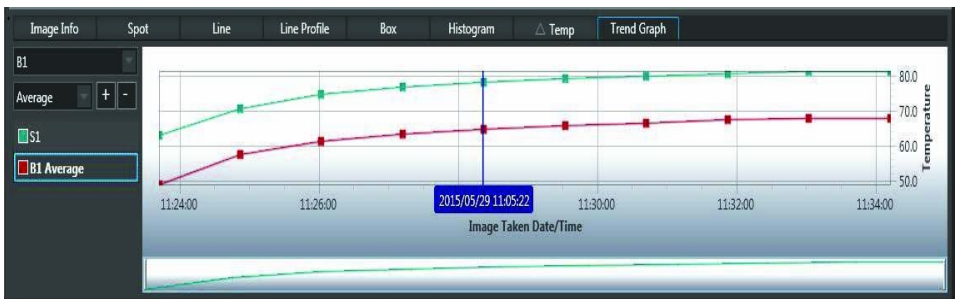 Image Info Spot Line Line Profile Box Histogram △ Temp Trend Graph
B1
Average + -
S1
B1 Average
80.0
70.0
60.0
50.0
Temperature
11:24:00 11:26:00 2015/05/29 11:05:22 11:30:00 11:32:00 11:34:00
Image Taken Date/Time